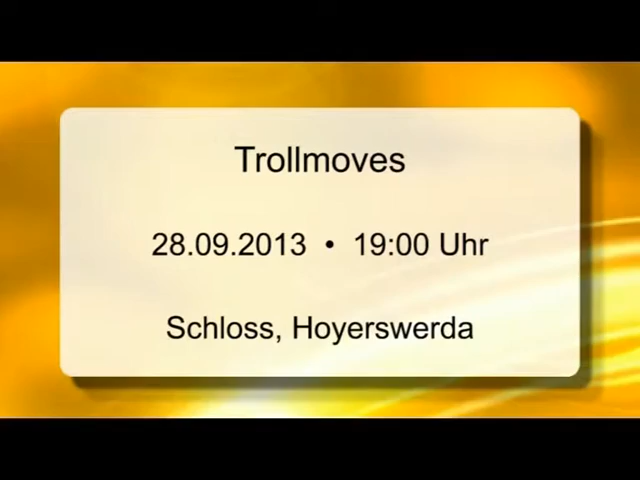 Trollmoves
28.09.2013 • 19:00 Uhr
Schloss, Hoyerswerda